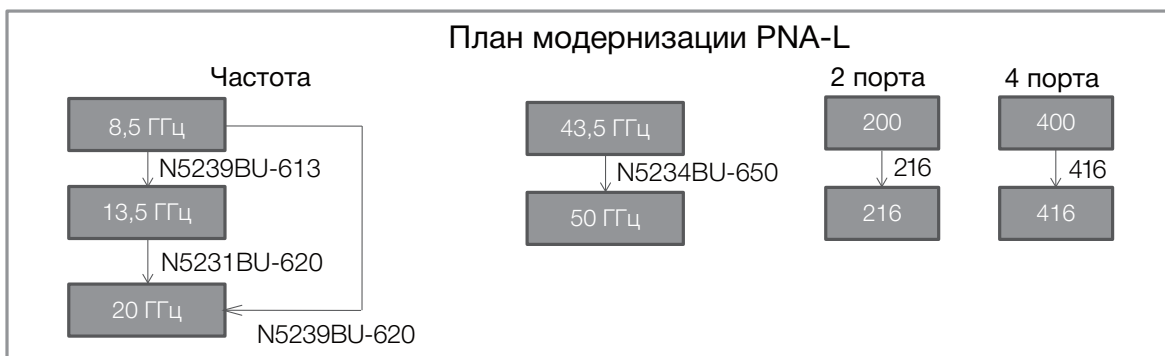 План модернизации PNA-L
Частота
8,5 ГГц
N5239BU-613
13,5 ГГц
N5231BU-620
20 ГГц
N5239BU-620
43,5 ГГц
N5234BU-650
50 ГГц
2 порта
200
216
216
4 порта
400
416
416